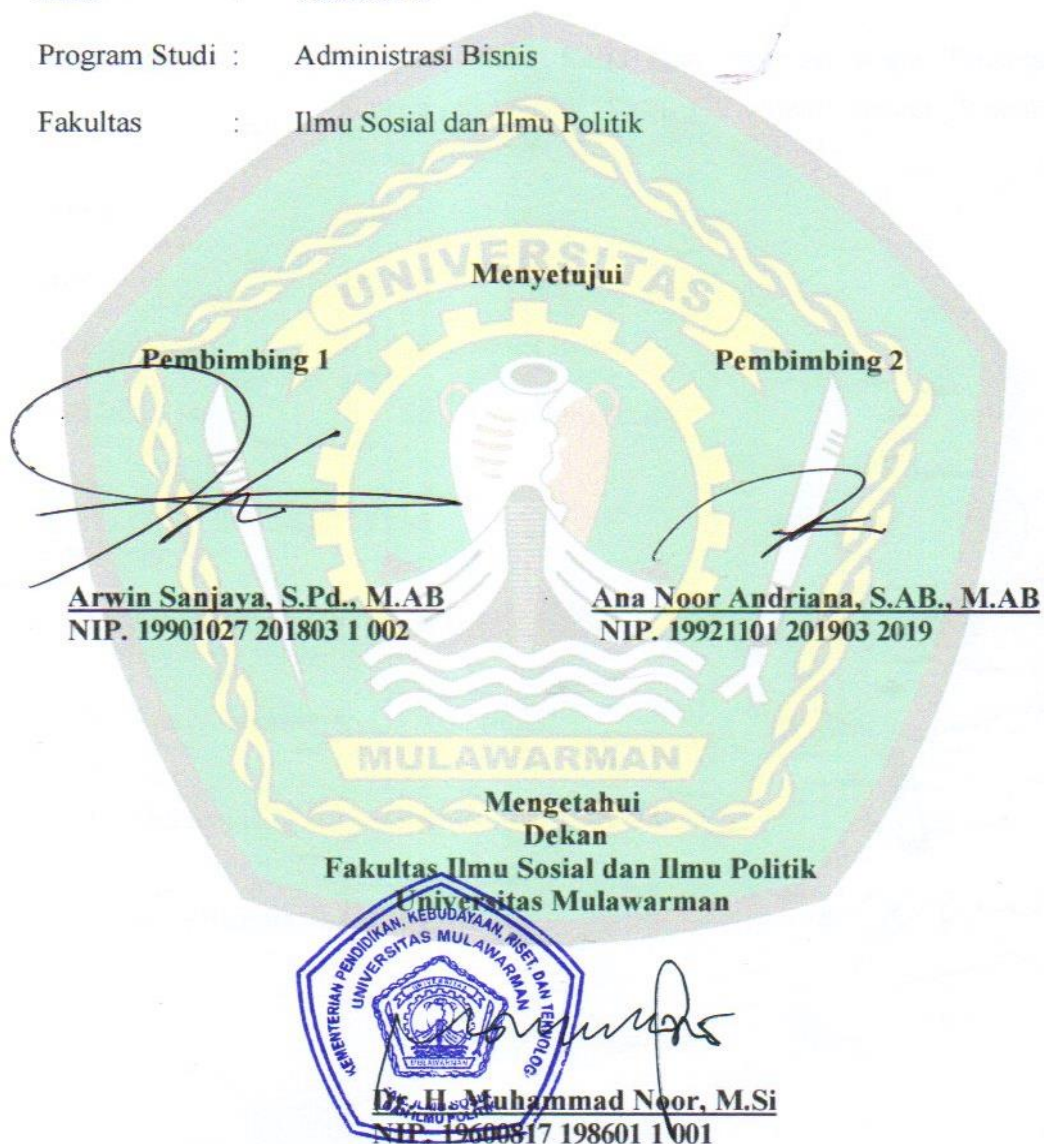 Program Studi : Administrasi Bisnis
Fakultas : Ilmu Sosial dan Ilmu Politik
UNIVERSITAS
Menyetujui
Pembimbing 1 Pembimbing 2
Arwin Sanjaya, S.Pd., M.AB Ana Noor Andriana, S.AB., M.AB
NIP. 19901027 201803 1 002 NIP. 19921101 201903 2019
MULAWARMAN
Mengetahui
Dekan
Fakultas Ilmu Sosial dan Ilmu Politik
Universitas Mulawarman
KEMENTERIAN PENDIDIKAN, KEBUDAYAAN, RISET, DAN TEKNOLOGI
UNIVERSITAS MULAWARMAN
Dr. H. Muhammad Noor, M.Si
NIP. 19600817 198601 1 001